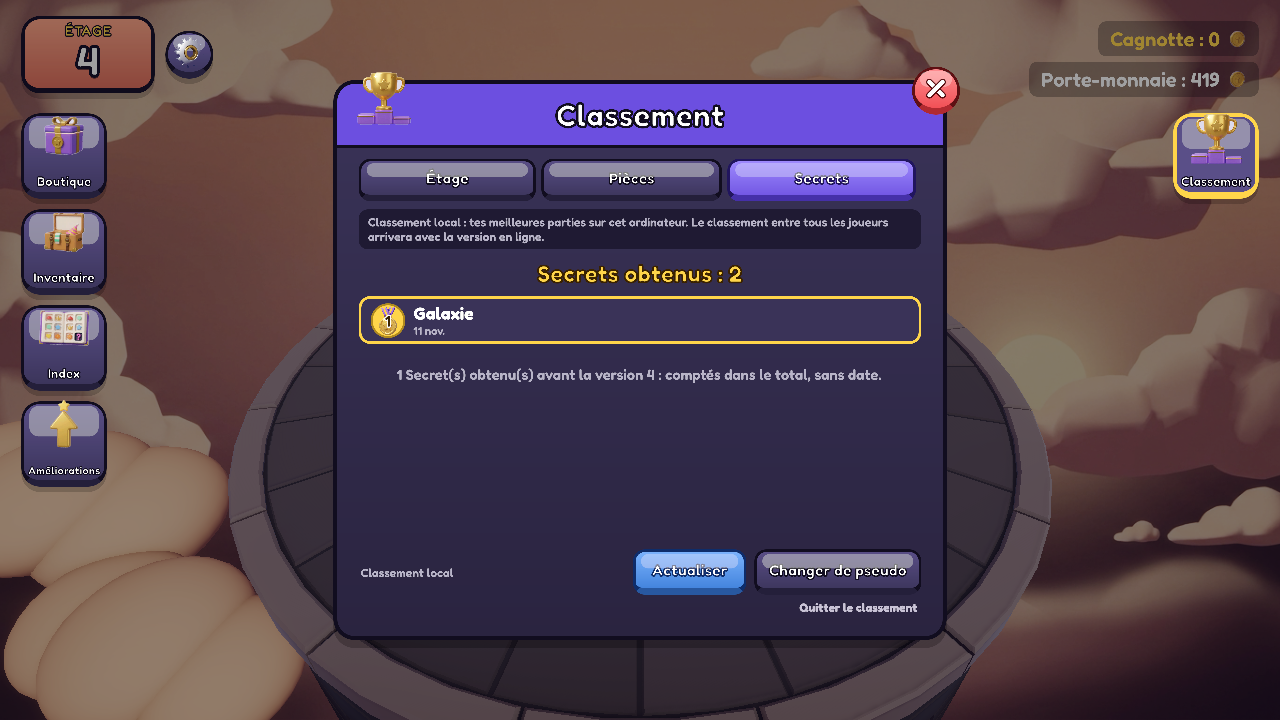 ÉTAGE
4
Cagnotte : 0
Porte-monnaie : 419
Boutique
Inventaire
Index
Améliorations
Classement
Classement
Étage
Pièces
Secrets
Classement local : tes meilleures parties sur cet ordinateur. Le classement entre tous les joueurs
arrivera avec la version en ligne.
Secrets obtenus : 2
1
Galaxie
11 nov.
1 Secret(s) obtenu(s) avant la version 4 : comptés dans le total, sans date.
Classement local
Actualiser
Changer de pseudo
Quitter le classement